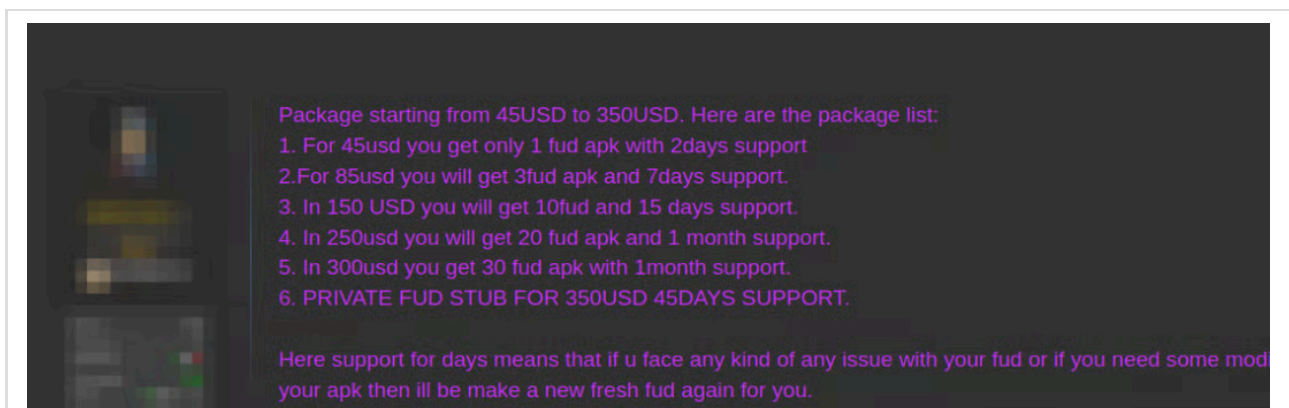 Package starting from 45USD to 350USD. Here are the package list:
1. For 45usd you get only 1 fud apk with 2days support
2.For 85usd you will get 3fud apk and 7days support.
3. In 150 USD you will get 10fud and 15 days support.
4. In 250usd you will get 20 fud apk and 1 month support.
5. In 300usd you get 30 fud apk with 1month support.
6. PRIVATE FUD STUB FOR 350USD 45DAYS SUPPORT.
Here support for days means that if u face any kind of any issue with your fud or if you need some modi
your apk then ill be make a new fresh fud again for you.